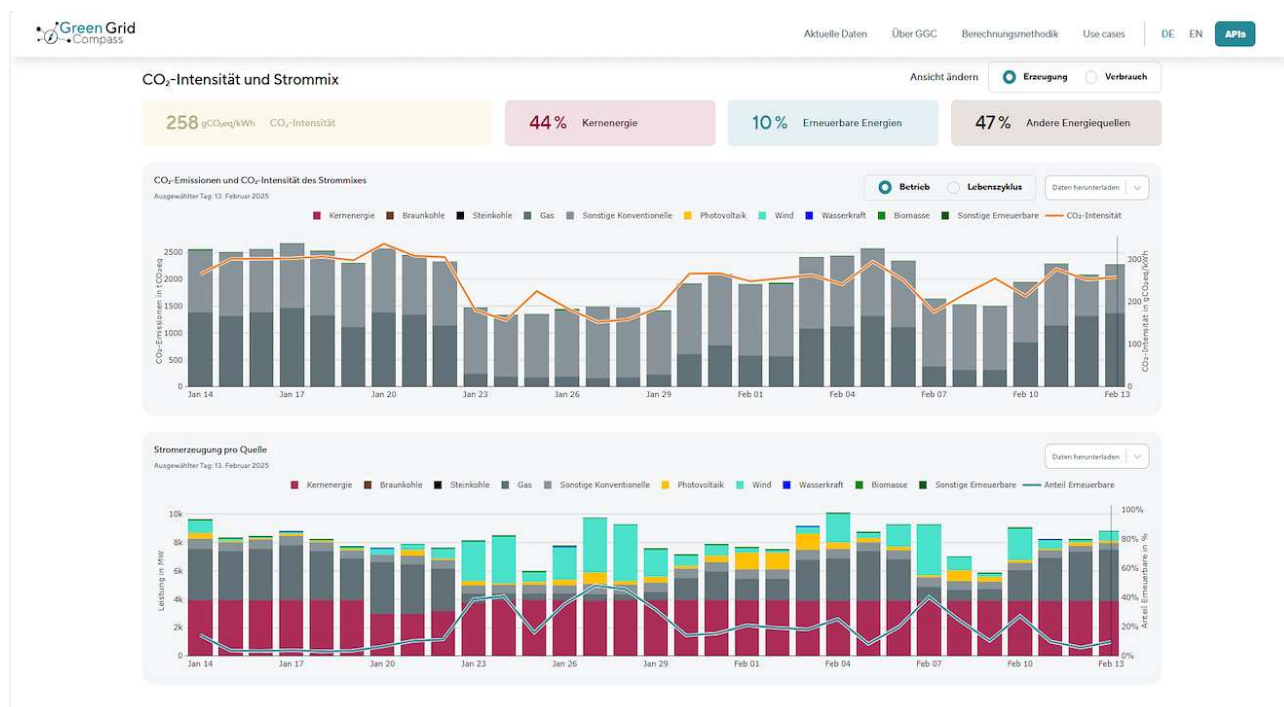 Green Grid
Compass
Aktuelle Daten Über GGC Berechnungsmethodik Use cases DE EN APIs
CO₂-Intensität und Strommix
Ansicht ändern Erzeugung Verbrauch
258 gCO₂eq/kWh CO₂-Intensität
44% Kernenergie
10% Erneuerbare Energien
47% Andere Energiequellen
CO₂-Emissionen und CO₂-Intensität des Strommixes
Ausgewählter Tag: 13. Februar 2025
Betrieb Lebenszyklus Daten herunterladen
Kernenergie Braunkohle Steinkohle Gas Sonstige Konventionelle Photovoltaik Wind Wasserkraft Biomasse Sonstige Erneuerbare CO₂-Intensität
CO₂-Emissionen in tCO₂eq
2500
2000
1500
1000
500
0
300
200
100
0
CO₂-Intensität in gCO₂eq/kWh
Jan 14 Jan 17 Jan 20 Jan 23 Jan 26 Jan 29 Feb 01 Feb 04 Feb 07 Feb 10 Feb 13
Stromerzeugung pro Quelle
Ausgewählter Tag: 13. Februar 2025
Daten herunterladen
Kernenergie Braunkohle Steinkohle Gas Sonstige Konventionelle Photovoltaik Wind Wasserkraft Biomasse Sonstige Erneuerbare Anteil Erneuerbare
Leistung in MW
10k
8k
6k
4k
2k
0
100%
80%
60%
40%
20%
0%
Anteil Erneuerbare in %
Jan 14 Jan 17 Jan 20 Jan 23 Jan 26 Jan 29 Feb 01 Feb 04 Feb 07 Feb 10 Feb 13